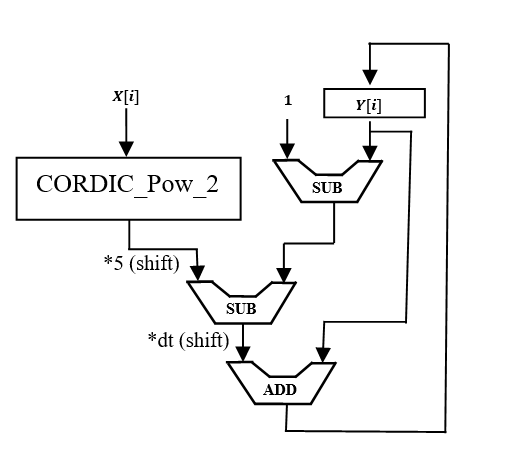 X[i]
1
Y[i]
CORDIC_Pow_2
SUB
*5 (shift)
SUB
*dt (shift)
ADD